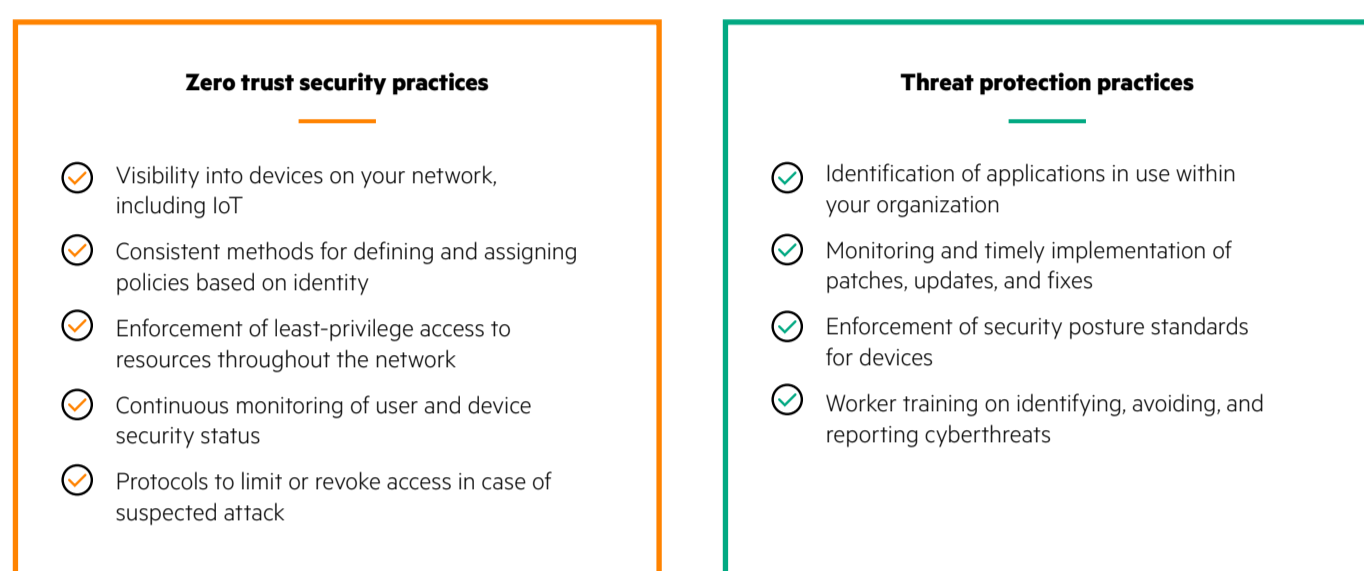 Zero trust security practices
Visibility into devices on your network,
including IoT
Consistent methods for defining and assigning
policies based on identity
Enforcement of least-privilege access to
resources throughout the network
Continuous monitoring of user and device
security status
Protocols to limit or revoke access in case of
suspected attack
Threat protection practices
Identification of applications in use within
your organization
Monitoring and timely implementation of
patches, updates, and fixes
Enforcement of security posture standards
for devices
Worker training on identifying, avoiding, and
reporting cyberthreats